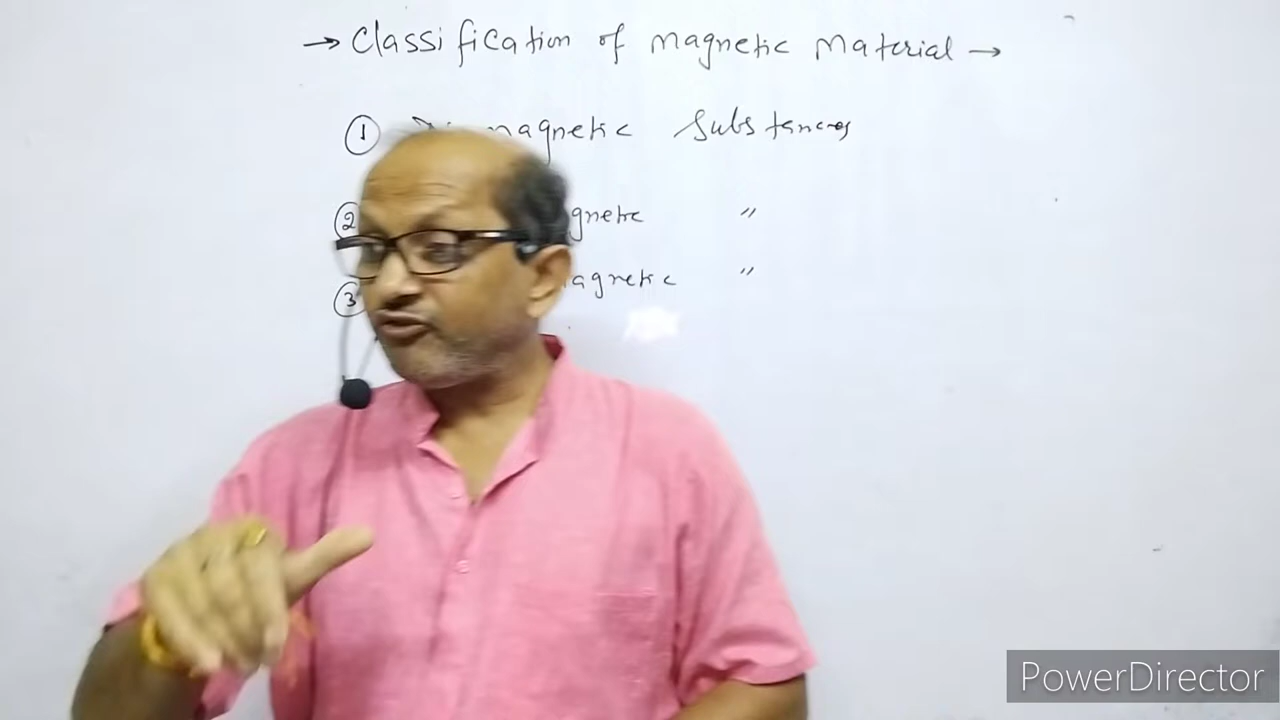 → Classification of magnetic Material →
① magnetic Substances
② gnetic "
③ agnetic "
PowerDirector